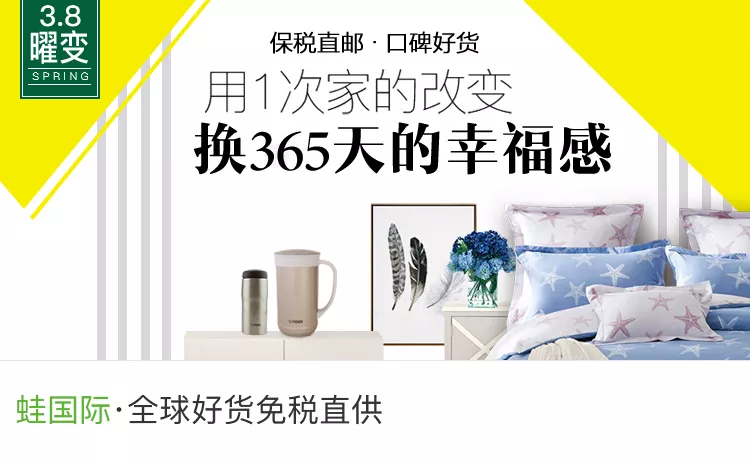 3.8
曜变
SPRING
保税直邮·口碑好货
用1次家的改变
换365天的幸福感
TIGER
TIGER
蛙国际·全球好货免税直供